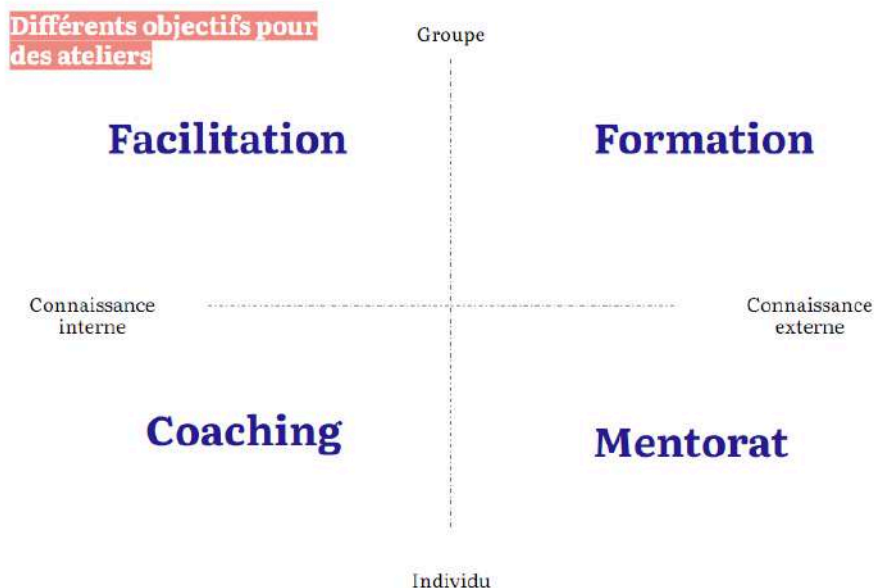 Différents objectifs pour
des ateliers
Groupe
Facilitation
Formation
Connaissance
interne
Connaissance
externe
Coaching
Mentorat
Individu